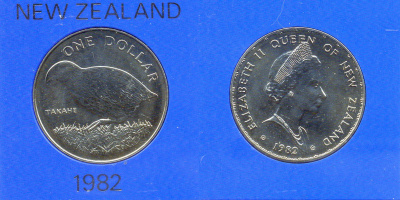 NEW ZEALAND
ONE DOLLAR
TAKAHE
ELIZABETH II QUEEN OF NEW ZEALAND
1982
1982